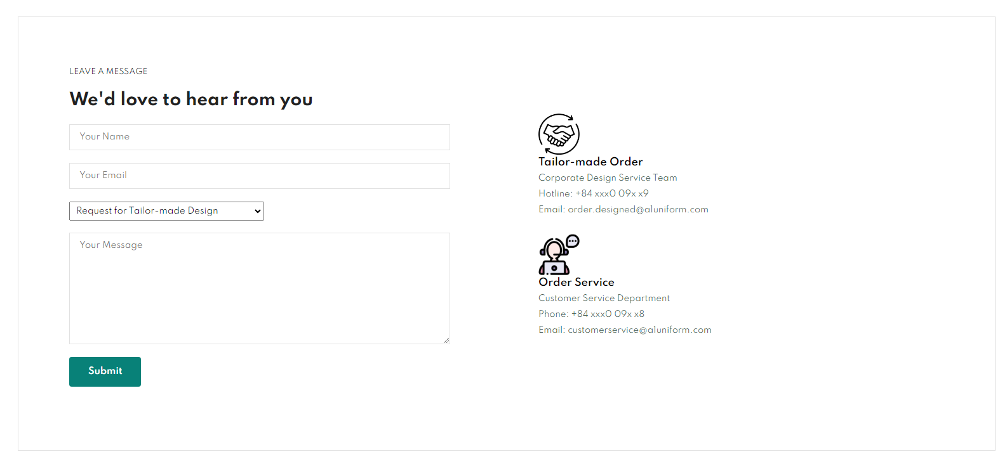 LEAVE A MESSAGE
We'd love to hear from you
Your Name
Your Email
Request for Tailor-made Design
Your Message
Submit
Tailor-made Order
Corporate Design Service Team
Hotline: +84 xxx0 09x x9
Email: order.designed@a1uniform.com
Order Service
Customer Service Department
Phone: +84 xxx0 09x x8
Email: customerservice@a1uniform.com